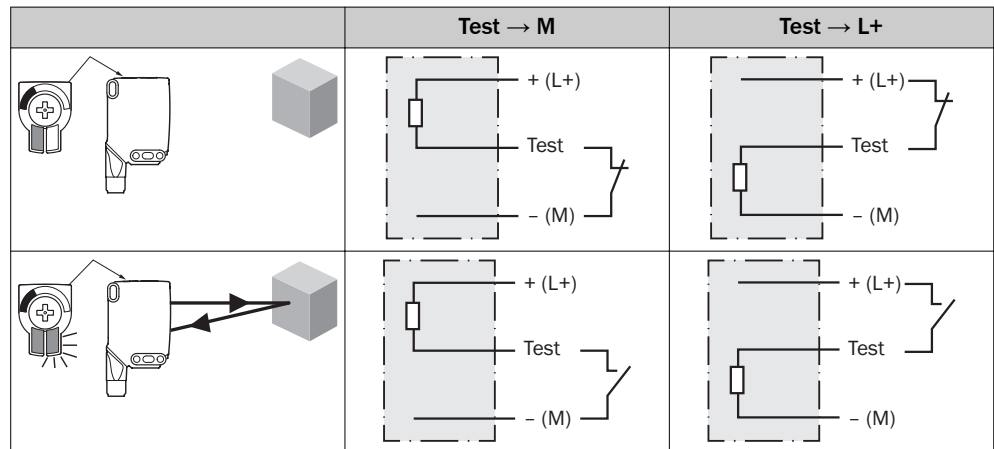 Test → M
Test → L+
+ (L+)
Test
– (M)
+ (L+)
Test
– (M)
+ (L+)
Test
– (M)
+ (L+)
Test
– (M)